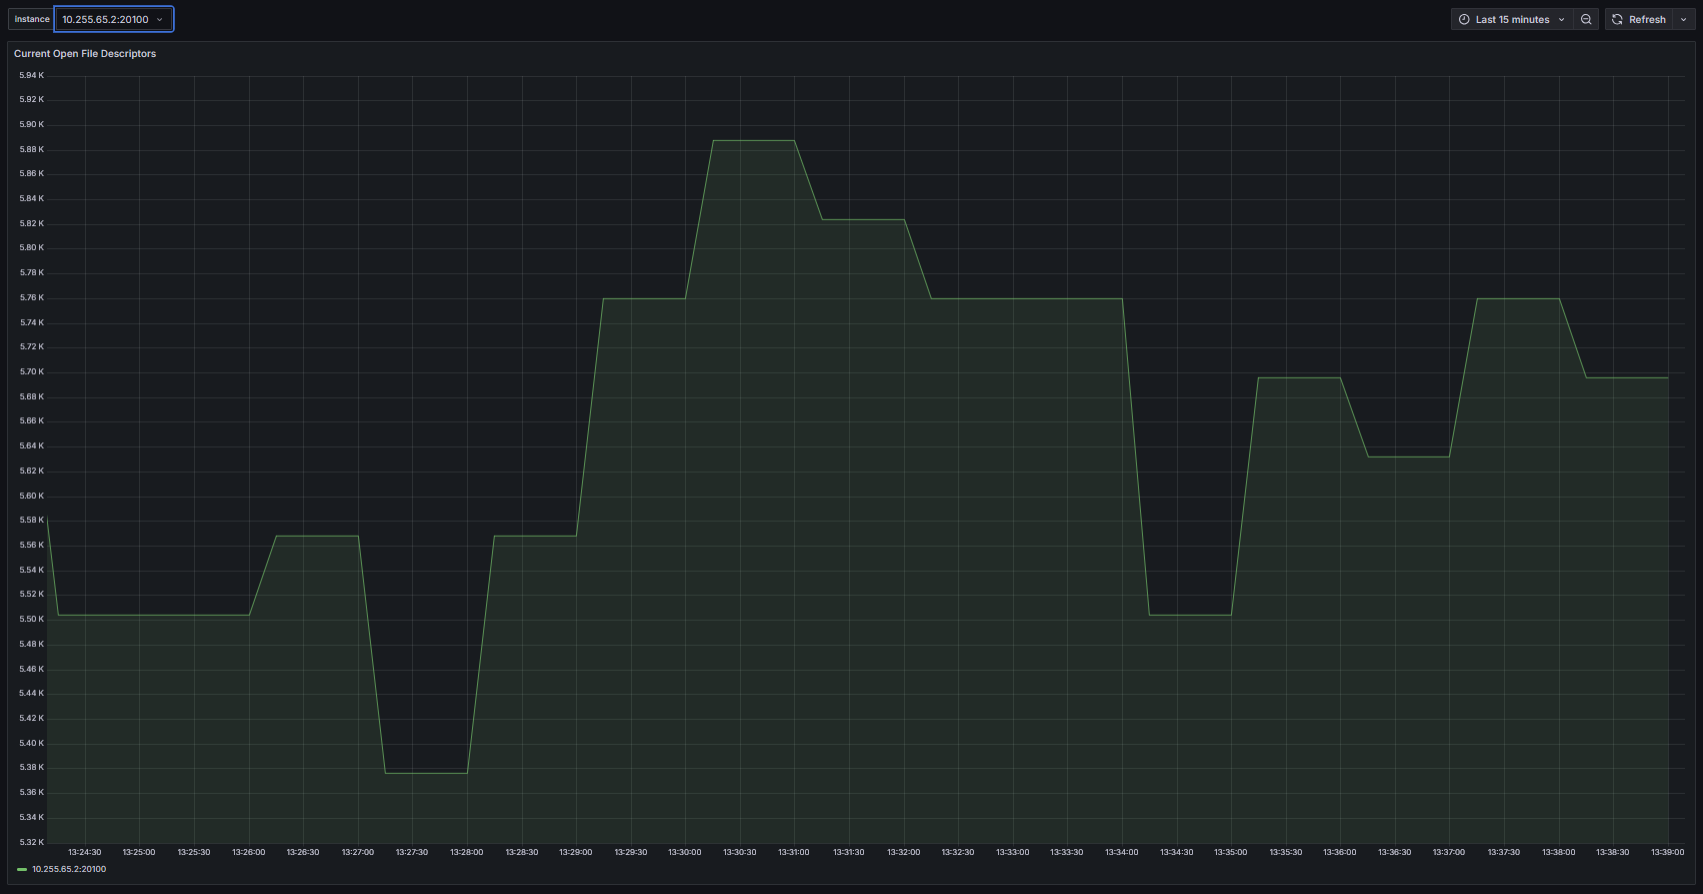 instance 10.255.65.2:20100 Last 15 minutes Refresh
Current Open File Descriptors
5.94 K
5.92 K
5.90 K
5.88 K
5.86 K
5.84 K
5.82 K
5.80 K
5.78 K
5.76 K
5.74 K
5.72 K
5.70 K
5.68 K
5.66 K
5.64 K
5.62 K
5.60 K
5.58 K
5.56 K
5.54 K
5.52 K
5.50 K
5.48 K
5.46 K
5.44 K
5.42 K
5.40 K
5.38 K
5.36 K
5.34 K
5.32 K
13:24:30 13:25:00 13:25:30 13:26:00 13:26:30 13:27:00 13:27:30 13:28:00 13:28:30 13:29:00 13:29:30 13:30:00 13:30:30 13:31:00 13:31:30 13:32:00 13:32:30 13:33:00 13:33:30 13:34:00 13:34:30 13:35:00 13:35:30 13:36:00 13:36:30 13:37:00 13:37:30 13:38:00 13:38:30 13:39:00
10.255.65.2:20100